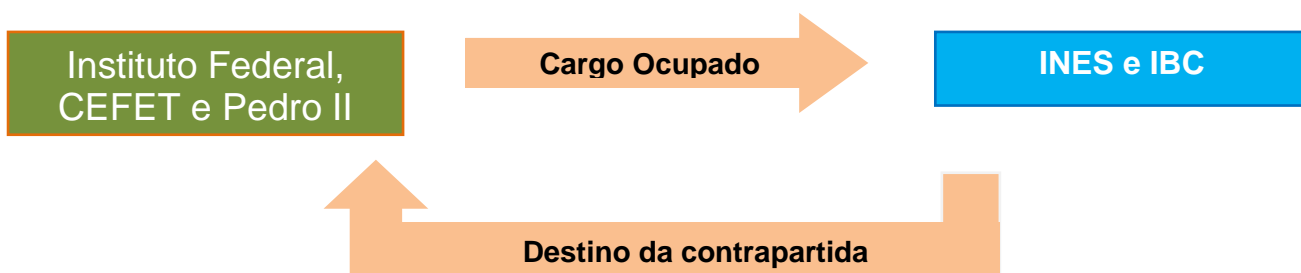 Instituto Federal,
CEFET e Pedro II
Cargo Ocupado
INES e IBC
Destino da contrapartida